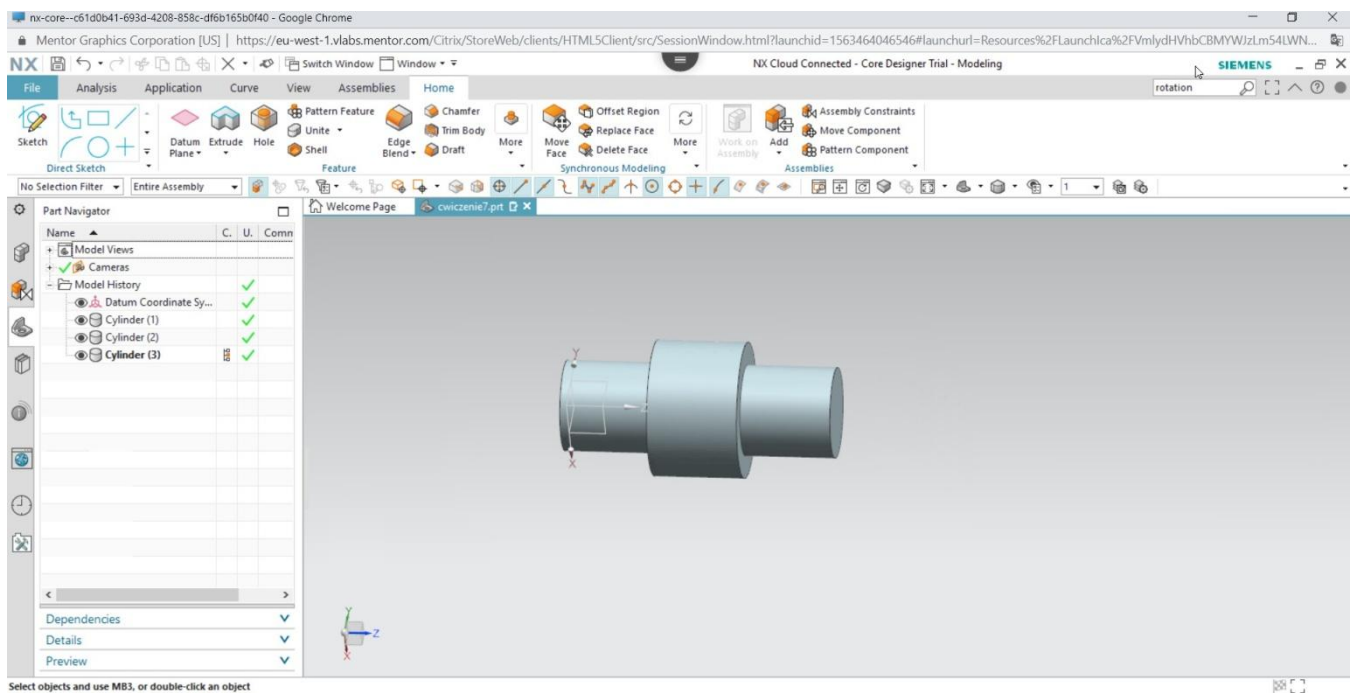 nx-core--c61d0b41-693d-4208-858c-df6b165b0f40 - Google Chrome
Mentor Graphics Corporation [US] | https://eu-west-1.vlabs.mentor.com/Citrix/StoreWeb/clients/HTML5Client/src/SessionWindow.html?launchid=1563464046546#launchurl=Resources%2FLaunchIca%2FVmlydHVhbCBMYWJzLm54LWN...
NX Switch Window Window NX Cloud Connected - Core Designer Trial - Modeling SIEMENS
File Analysis Application Curve View Assemblies Home rotation
Pattern Feature Chamfer Offset Region Assembly Constraints
Unite Trim Body Replace Face Move Component
Sketch Datum Plane Extrude Hole Shell Edge Blend Draft More Move Face Delete Face More Work on Assembly Add Pattern Component
Direct Sketch Feature Synchronous Modeling Assemblies
No Selection Filter Entire Assembly 1
Part Navigator Welcome Page cwiczenie7.prt
Name C. U. Comn
Model Views
Cameras
Model History
Datum Coordinate Sy...
Cylinder (1)
Cylinder (2)
Cylinder (3)
Y
X
Dependencies
Details
Preview
Y
Z
X
Select objects and use MB3, or double-click an object